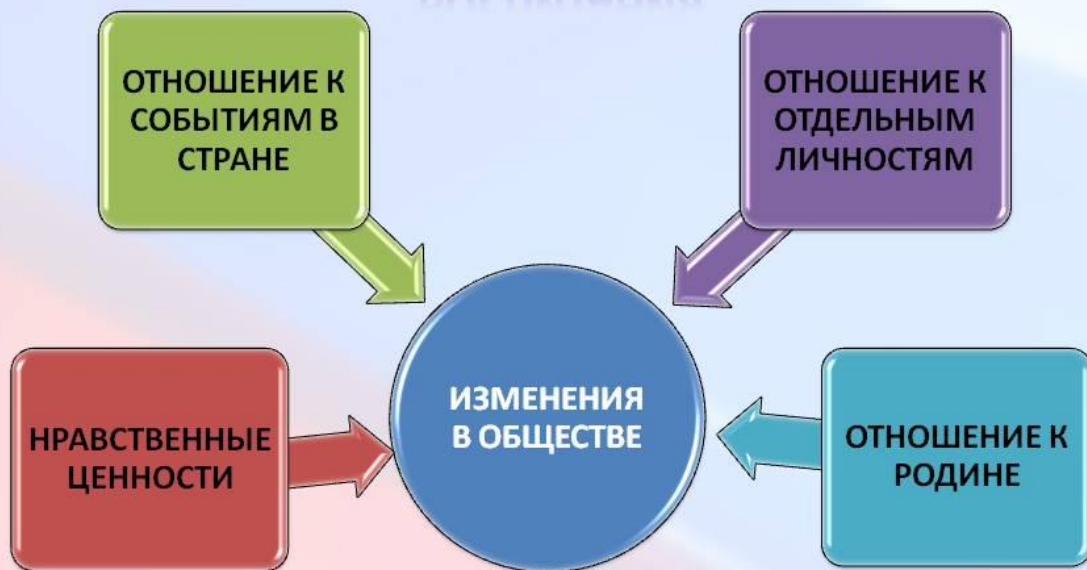 ОТНОШЕНИЕ К
СОБЫТИЯМ В
СТРАНЕ
ОТНОШЕНИЕ К
ОТДЕЛЬНЫМ
ЛИЧНОСТЯМ
НРАВСТВЕННЫЕ
ЦЕННОСТИ
ИЗМЕНЕНИЯ
В ОБЩЕСТВЕ
ОТНОШЕНИЕ К
РОДИНЕ